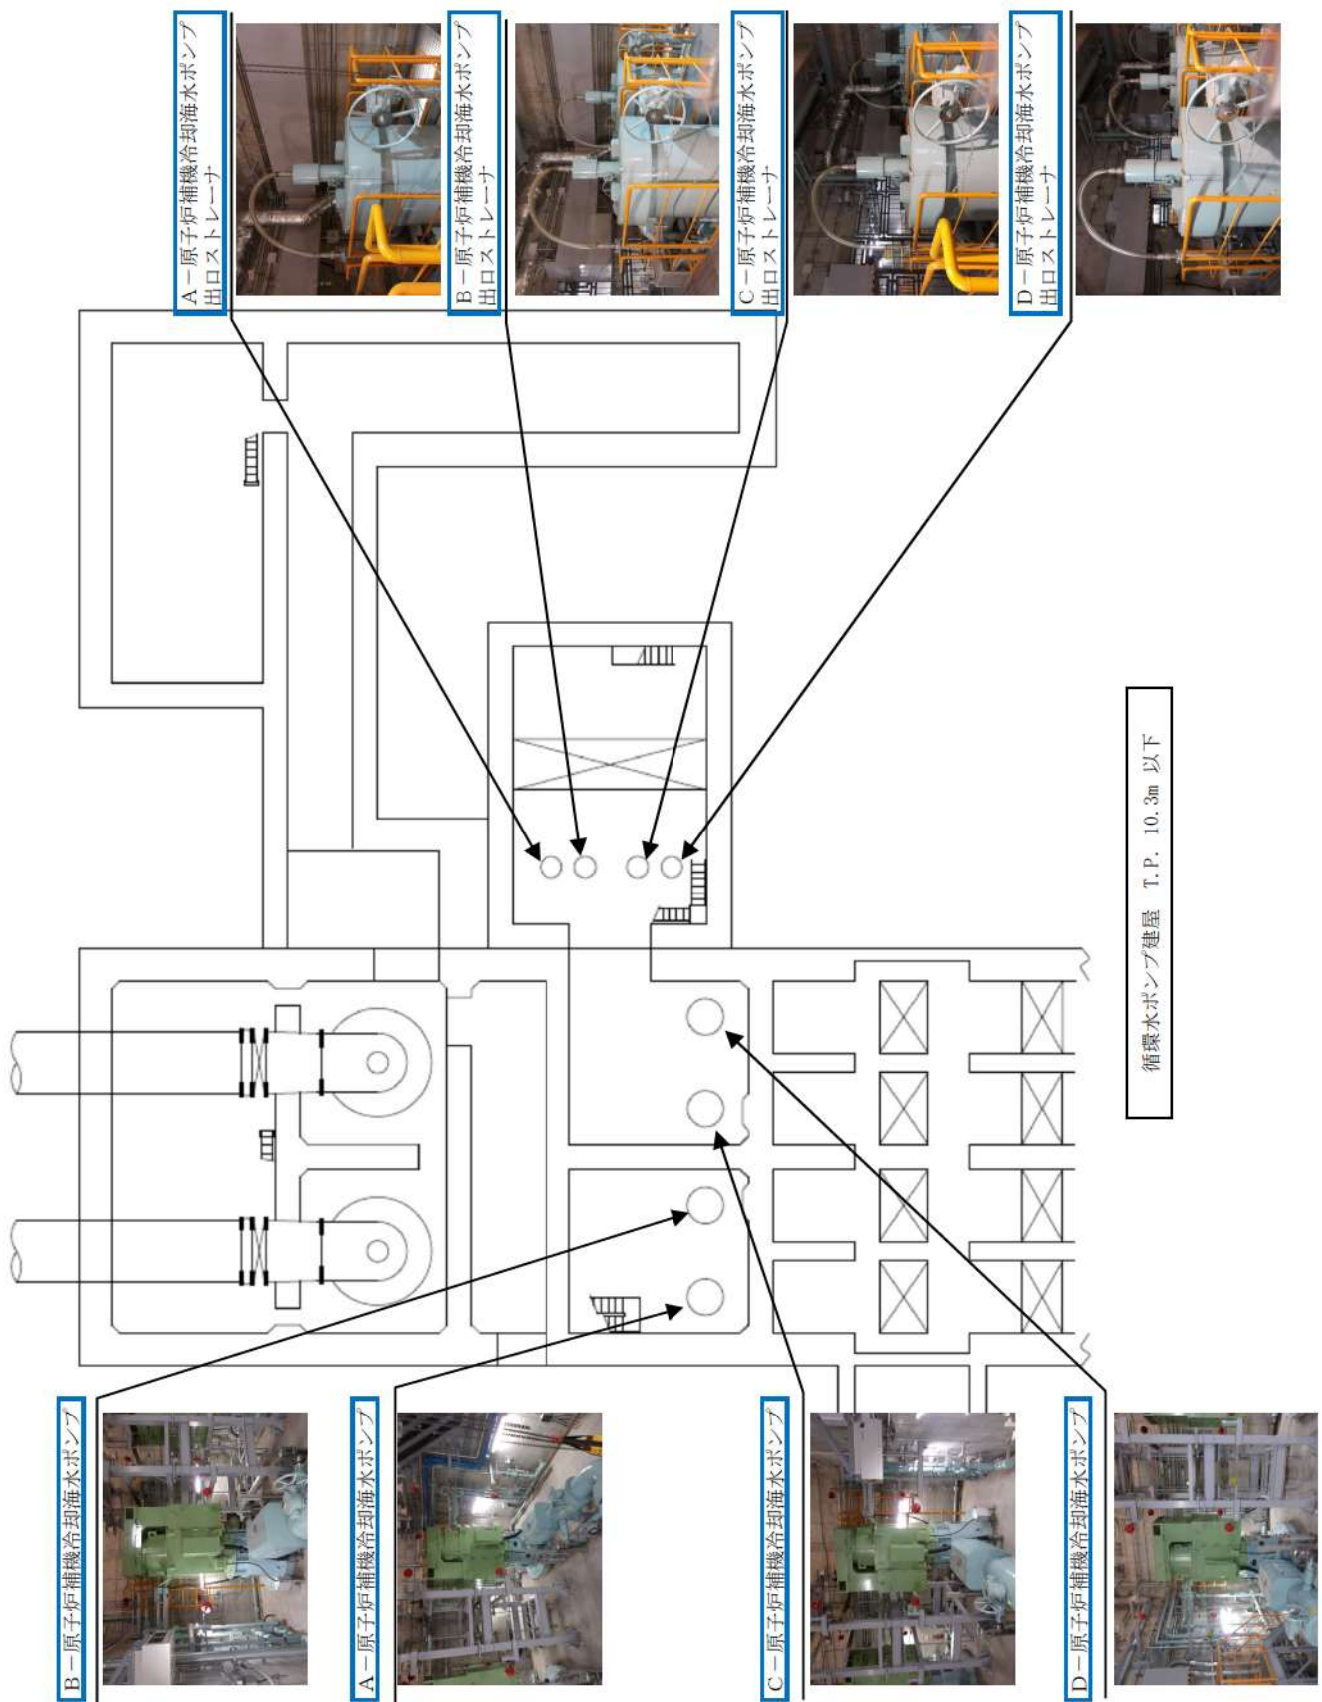 A－原子炉補機冷却海水ポンプ
出口ストレーナ
B－原子炉補機冷却海水ポンプ
出口ストレーナ
C－原子炉補機冷却海水ポンプ
出口ストレーナ
D－原子炉補機冷却海水ポンプ
出口ストレーナ
B－原子炉補機冷却海水ポンプ
A－原子炉補機冷却海水ポンプ
C－原子炉補機冷却海水ポンプ
D－原子炉補機冷却海水ポンプ
循環水ポンプ建屋　T.P. 10.3m 以下